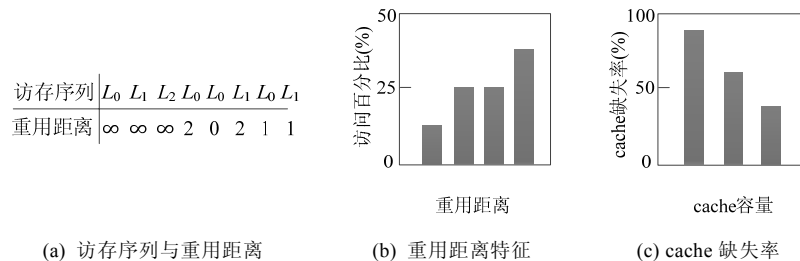 访存序列 L₀ L₁ L₂ L₀ L₀ L₁ L₀ L₁
重用距离 ∞ ∞ ∞ 2 0 2 1 1
(a) 访存序列与重用距离
50
25
0
访问百分比(%)
重用距离
(b) 重用距离特征
100
50
0
cache缺失率(%)
cache容量
(c) cache 缺失率